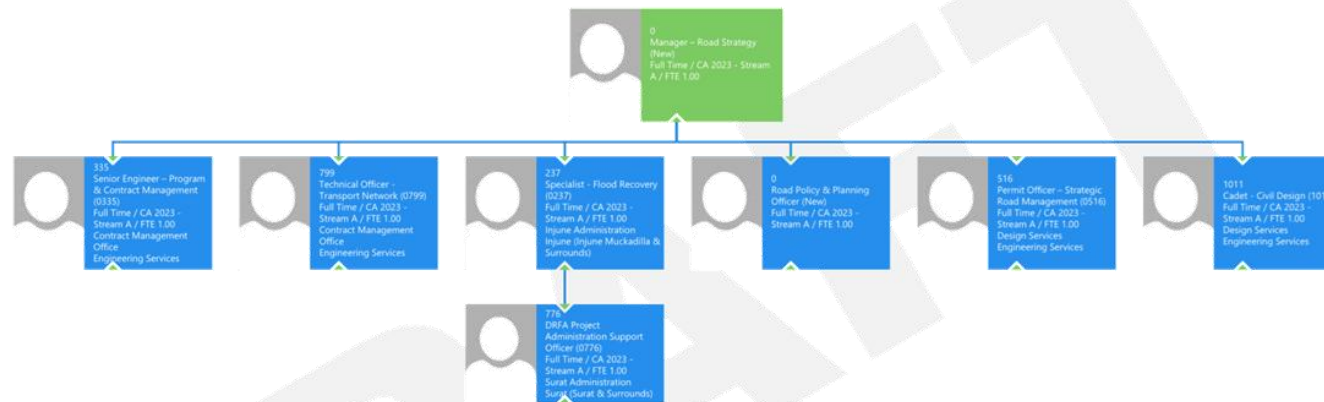 0
Manager – Road Strategy
(New)
Full Time / CA 2023 - Stream
A / FTE 1.00
335
Senior Engineer – Program
& Contract Management
(0335)
Full Time / CA 2023 -
Stream A / FTE 1.00
Contract Management
Office
Engineering Services
799
Technical Officer -
Transport Network (0799)
Full Time / CA 2023 -
Stream A / FTE 1.00
Contract Management
Office
Engineering Services
237
Specialist - Flood Recovery
(0237)
Full Time / CA 2023 -
Stream A / FTE 1.00
Injune Administration
Injune (Injune Muckadilla &
Surrounds)
0
Road Policy & Planning
Officer (New)
Full Time / CA 2023 -
Stream A / FTE 1.00
516
Permit Officer – Strategic
Road Management (0516)
Full Time / CA 2023 -
Stream A / FTE 1.00
Design Services
Engineering Services
1011
Cadet - Civil Design (101
Full Time / CA 2023 -
Stream A / FTE 1.00
Design Services
Engineering Services
776
DRFA Project
Administration Support
Officer (0776)
Full Time / CA 2023 -
Stream A / FTE 1.00
Surat Administration
Surat (Surat & Surrounds)